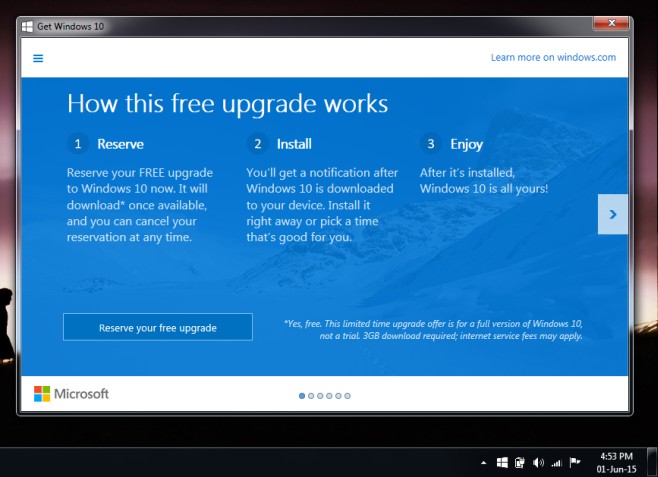 Get Windows 10
Learn more on windows.com
How this free upgrade works
1 Reserve
Reserve your FREE upgrade
to Windows 10 now. It will
download* once available,
and you can cancel your
reservation at any time.
2 Install
You'll get a notification after
Windows 10 is downloaded
to your device. Install it
right away or pick a time
that's good for you.
3 Enjoy
After it's installed,
Windows 10 is all yours!
Reserve your free upgrade
*Yes, free. This limited time upgrade offer is for a full version of Windows 10,
not a trial. 3GB download required; internet service fees may apply.
Microsoft
4:53 PM
01-Jun-15